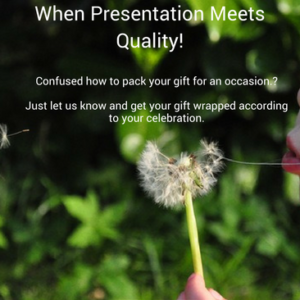 When Presentation Meets
Quality!
Confused how to pack your gift for an occasion.?
Just let us know and get your gift wrapped according
to your celebration.